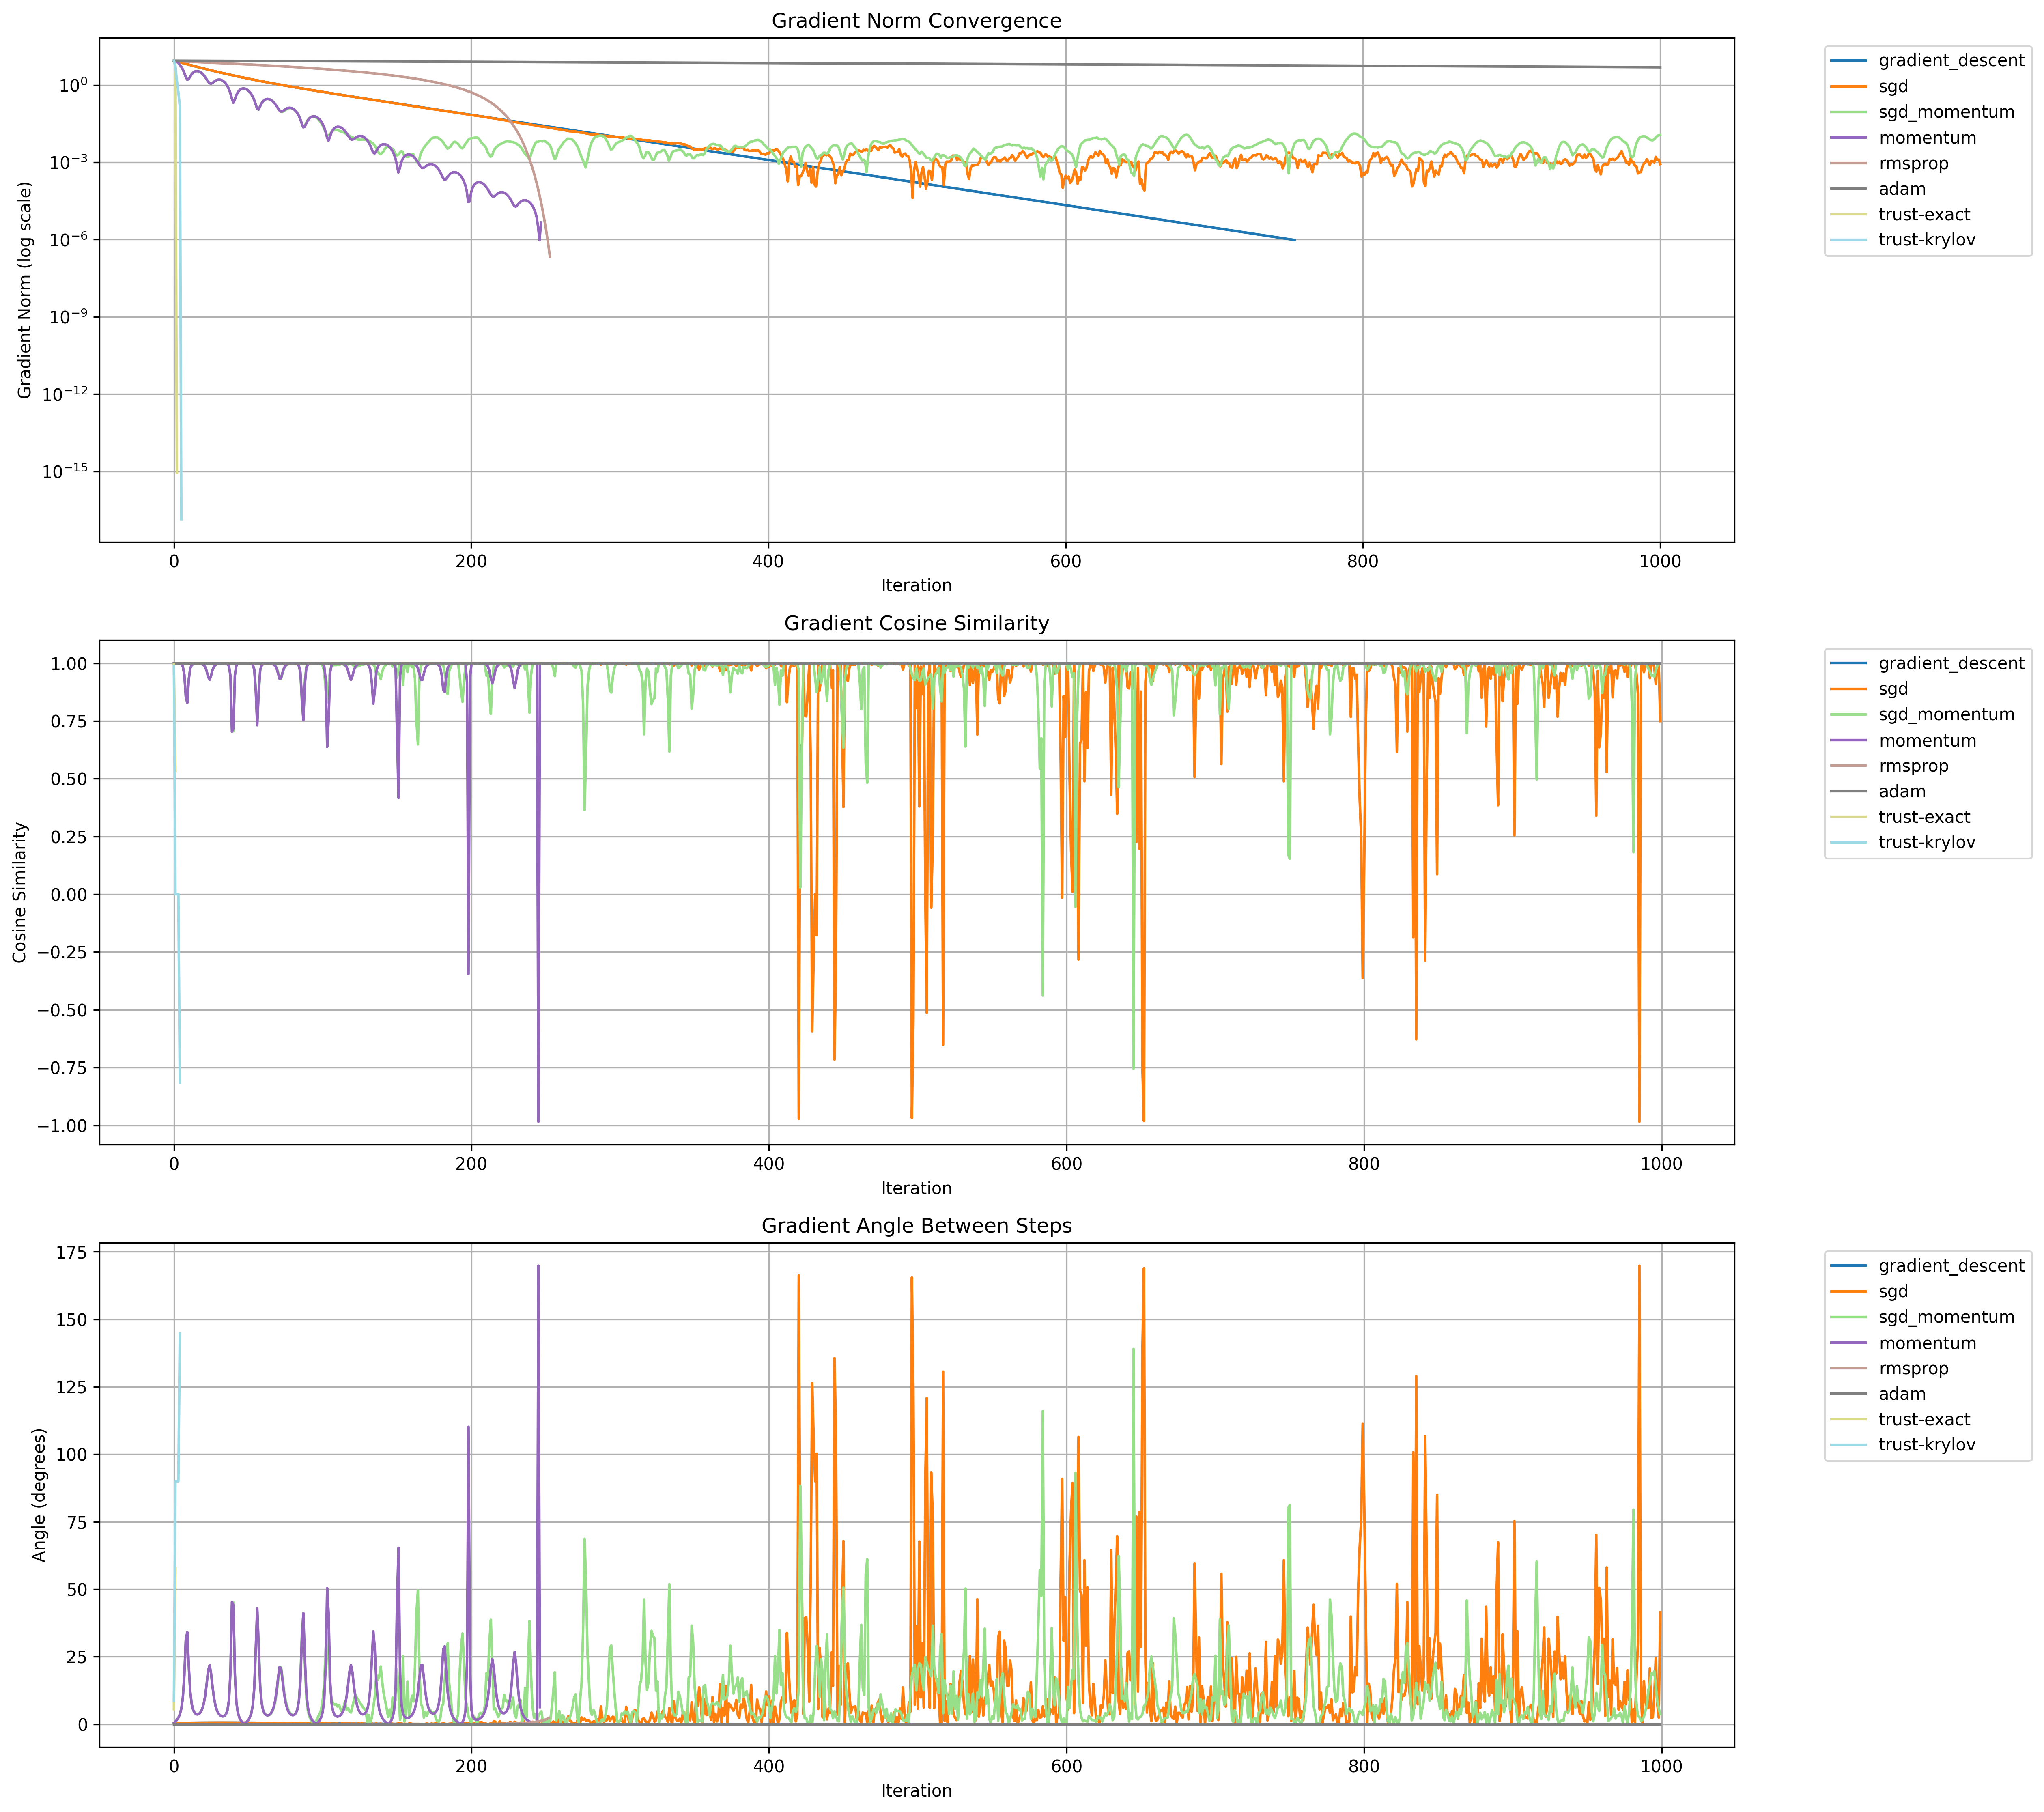 Gradient Norm Convergence
Gradient Norm (log scale)
10⁰
10⁻³
10⁻⁶
10⁻⁹
10⁻¹²
10⁻¹⁵
0 200 400 600 800 1000
Iteration
gradient_descent
sgd
sgd_momentum
momentum
rmsprop
adam
trust-exact
trust-krylov
Gradient Cosine Similarity
Cosine Similarity
1.00
0.75
0.50
0.25
0.00
−0.25
−0.50
−0.75
−1.00
0 200 400 600 800 1000
Iteration
gradient_descent
sgd
sgd_momentum
momentum
rmsprop
adam
trust-exact
trust-krylov
Gradient Angle Between Steps
Angle (degrees)
175
150
125
100
75
50
25
0
0 200 400 600 800 1000
Iteration
gradient_descent
sgd
sgd_momentum
momentum
rmsprop
adam
trust-exact
trust-krylov